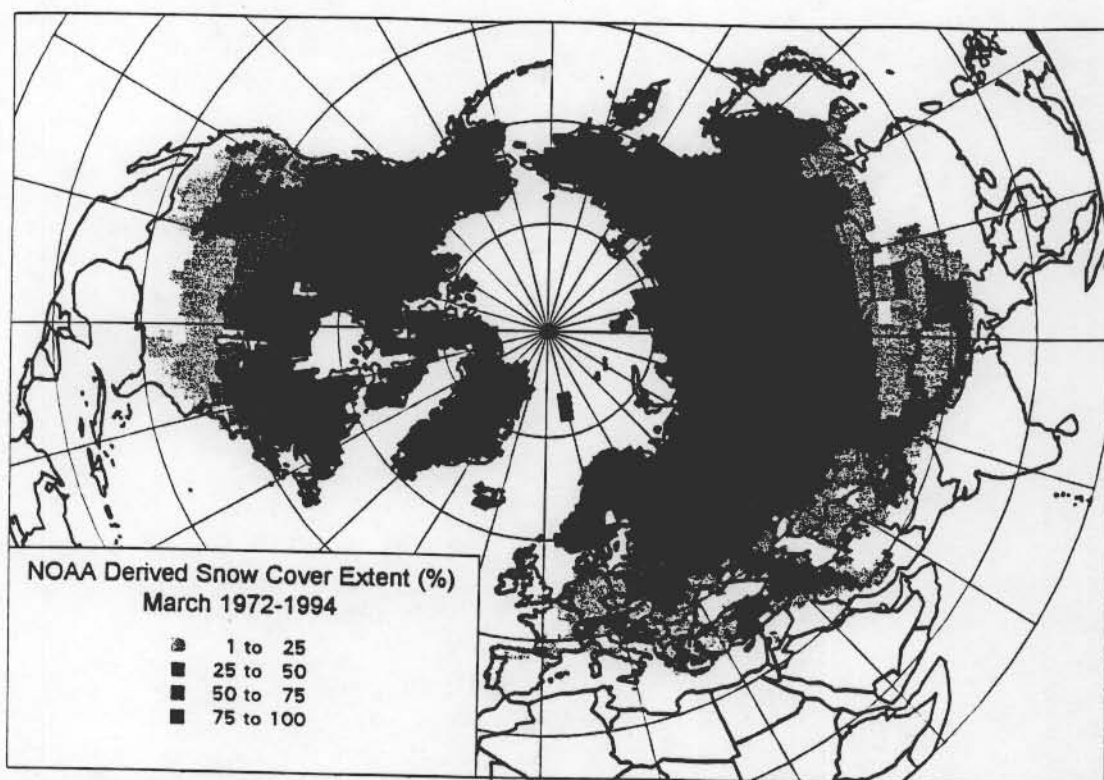 NOAA Derived Snow Cover Extent (%)
March 1972-1994
1 to 25
25 to 50
50 to 75
75 to 100